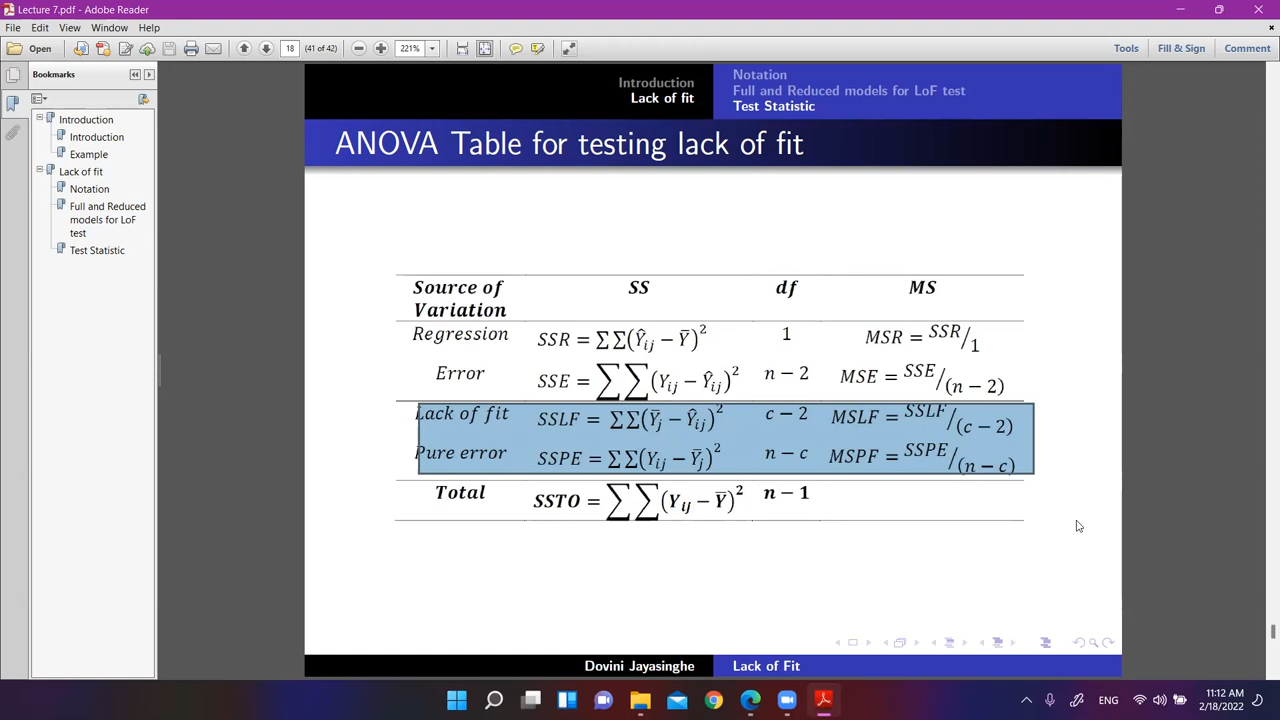 Lecture 7.pdf - Adobe Reader
File Edit View Window Help
Open 18 (41 of 42) 221% Tools Fill & Sign Comment
Bookmarks
Introduction
Introduction
Example
Lack of fit
Notation
Full and Reduced
models for LoF
test
Test Statistic
Introduction
Lack of fit
Notation
Full and Reduced models for LoF test
Test Statistic
ANOVA Table for testing lack of fit
Source of Variation SS df MS
Regression SSR = ∑∑(Ŷij − Ȳ)² 1 MSR = SSR/1
Error SSE = ∑∑(Yij − Ŷij)² n − 2 MSE = SSE/(n − 2)
Lack of fit SSLF = ∑∑(Ȳj − Ŷij)² c − 2 MSLF = SSLF/(c − 2)
Pure error SSPE = ∑∑(Yij − Ȳj)² n − c MSPF = SSPE/(n − c)
Total SSTO = ∑∑(Yij − Ȳ)² n − 1
Dovini Jayasinghe Lack of Fit
ENG
11:12 AM
2/18/2022